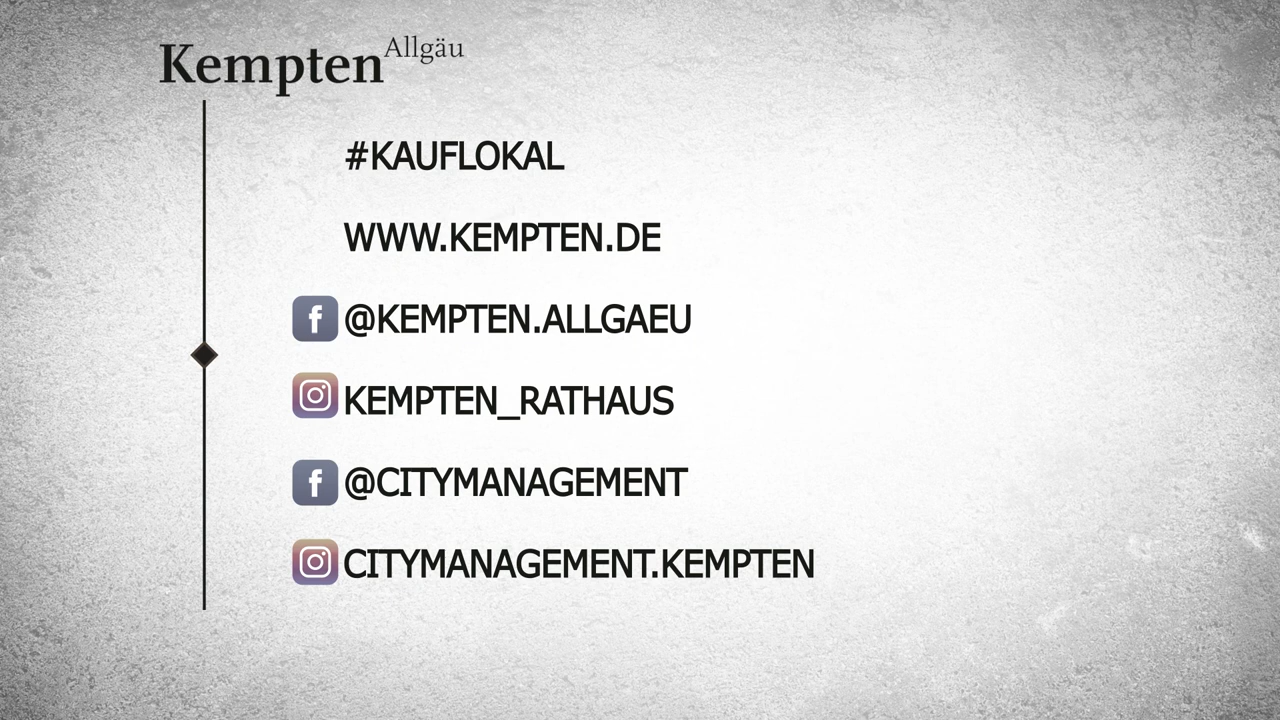 Kempten Allgäu
#KAUFLOKAL
WWW.KEMPTEN.DE
@KEMPTEN.ALLGAEU
KEMPTEN_RATHAUS
@CITYMANAGEMENT
CITYMANAGEMENT.KEMPTEN